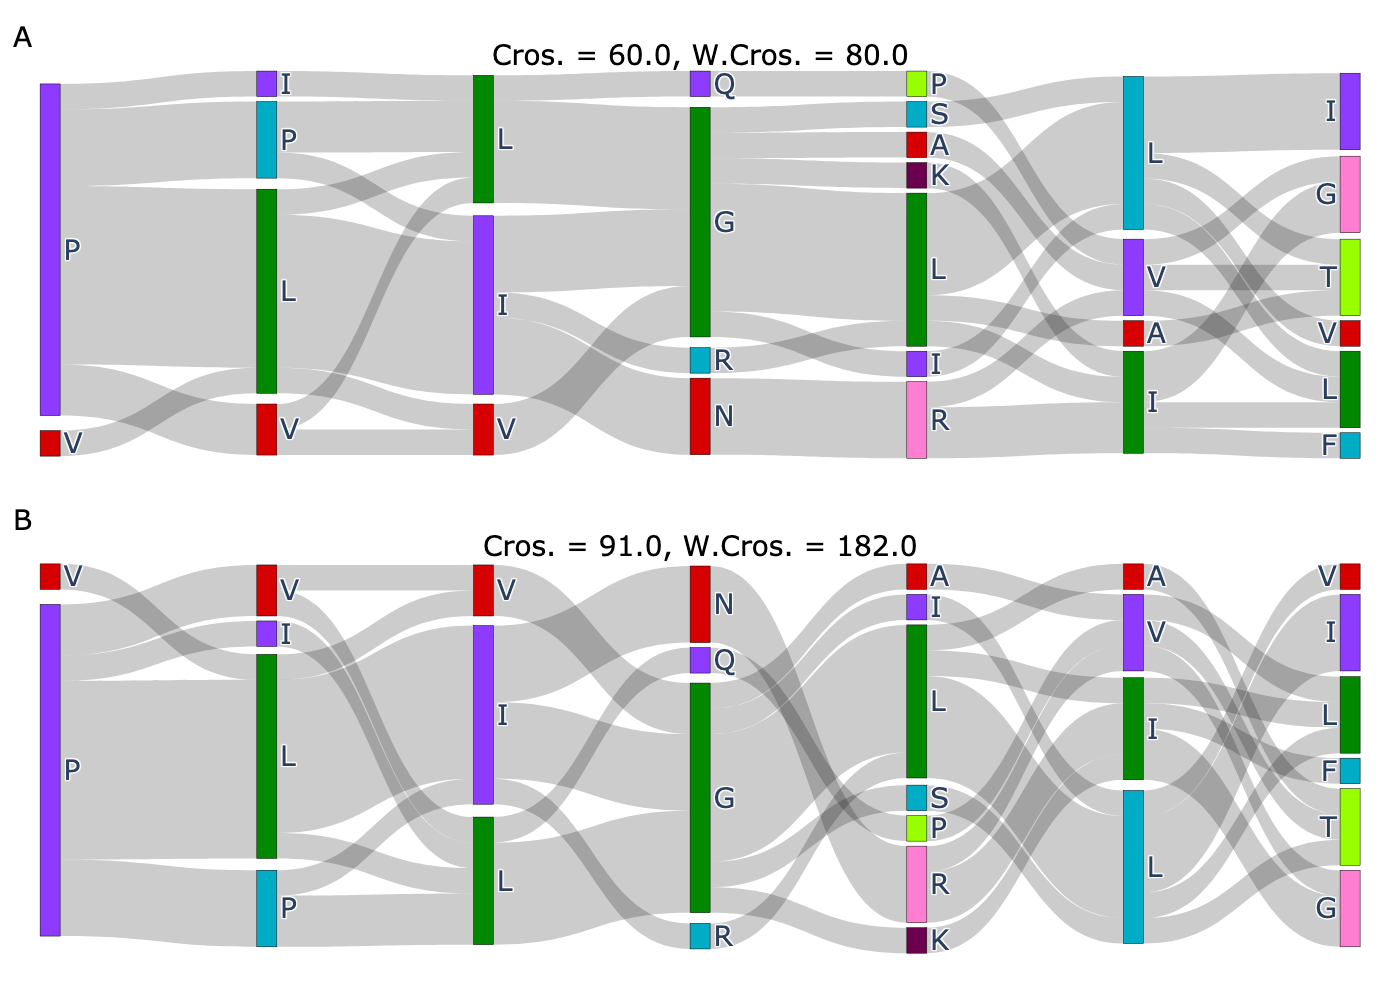 A
Cros. = 60.0, W.Cros. = 80.0
P
V
I
P
L
V
L
I
V
Q
G
R
N
P
S
A
K
L
I
R
L
V
A
I
I
G
T
V
L
F
B
Cros. = 91.0, W.Cros. = 182.0
V
P
V
I
L
P
V
I
L
N
Q
G
R
A
I
L
S
P
R
K
A
V
I
L
V
I
L
F
T
G